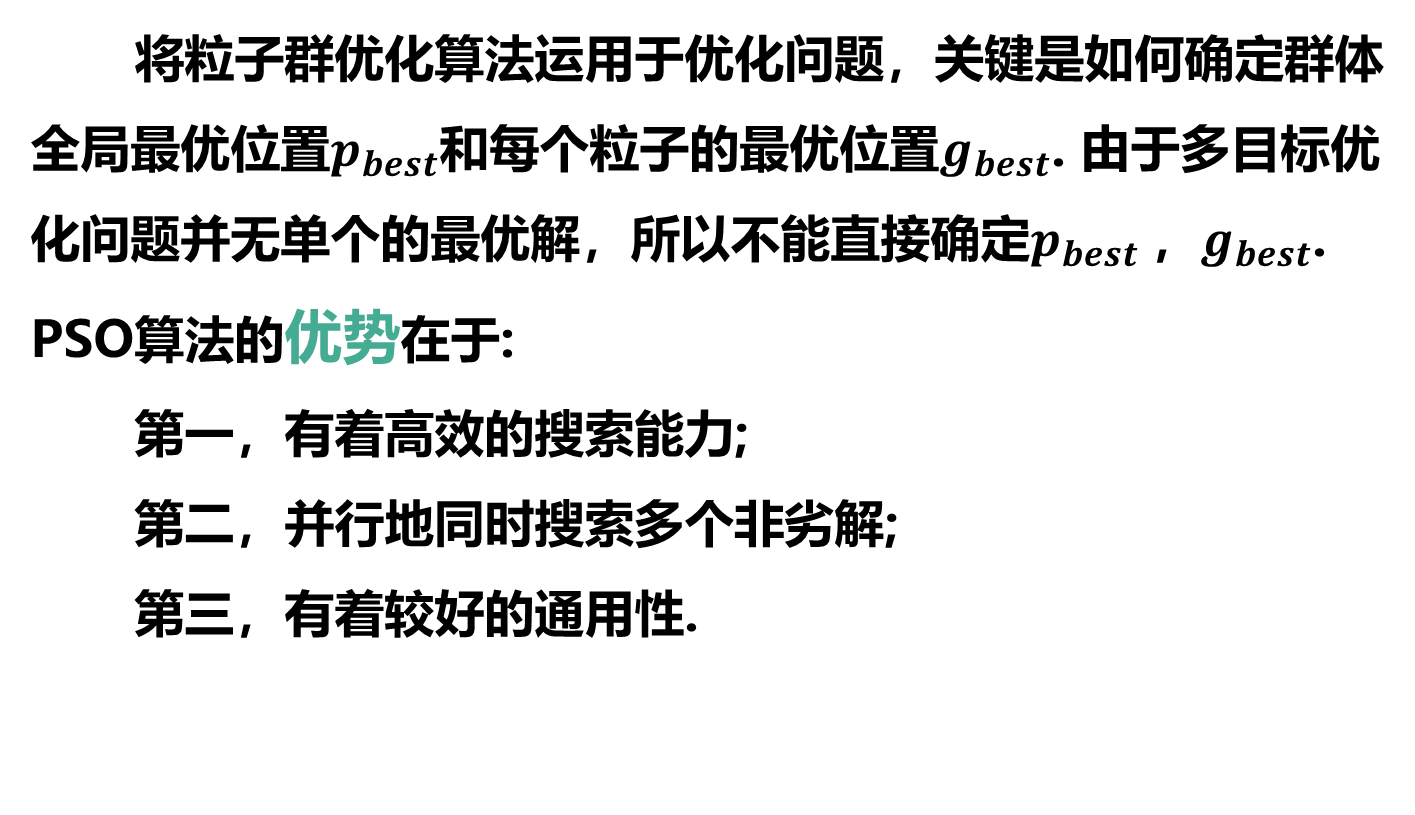 将粒子群优化算法运用于优化问题，关键是如何确定群体
全局最优位置p_best和每个粒子的最优位置g_best. 由于多目标优
化问题并无单个的最优解，所以不能直接确定p_best ，g_best.
PSO算法的优势在于:
第一，有着高效的搜索能力;
第二，并行地同时搜索多个非劣解;
第三，有着较好的通用性.